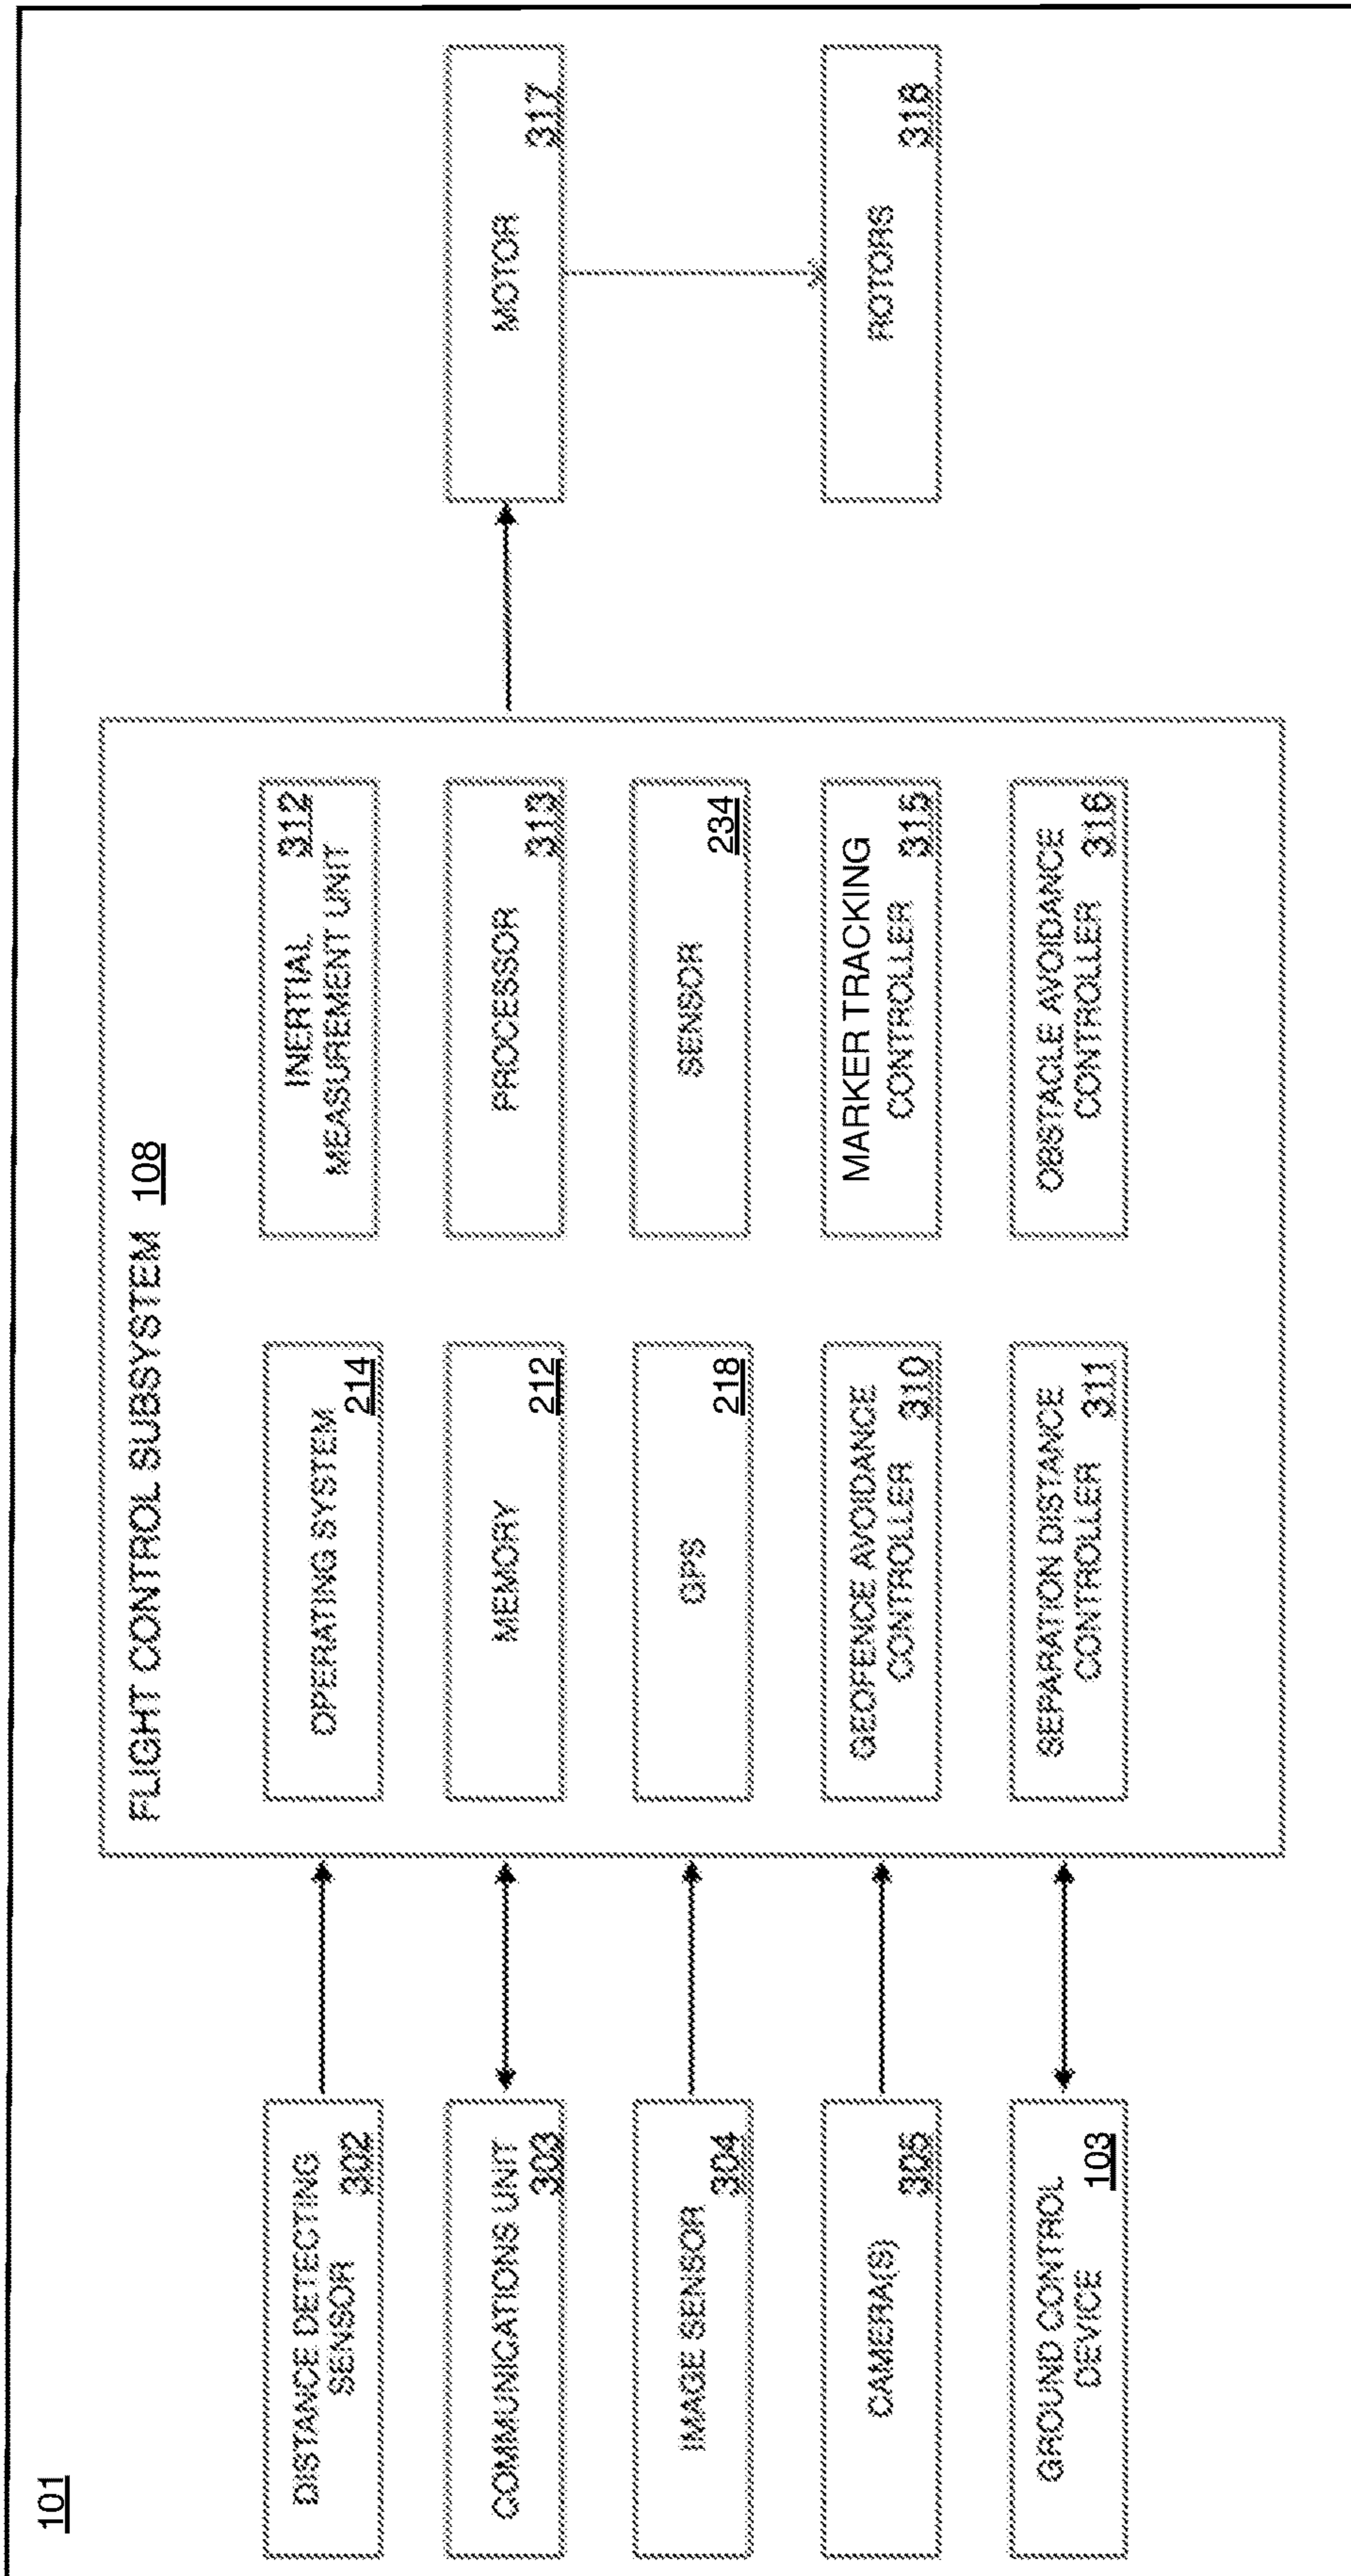 101
DISTANCE DETECTING
SENSOR
302
COMMUNICATIONS UNIT
303
IMAGE SENSOR
304
CAMERA(S)
305
GROUND CONTROL
DEVICE
103
FLIGHT CONTROL SUBSYSTEM 108
OPERATING SYSTEM
214
MEMORY
212
GPS
218
GEOFENCE AVOIDANCE
CONTROLLER
310
SEPARATION DISTANCE
CONTROLLER
311
INERTIAL
312
MEASUREMENT UNIT
PROCESSOR
313
SENSOR
234
MARKER TRACKING
CONTROLLER
315
OBSTACLE AVOIDANCE
CONTROLLER
316
MOTOR
317
ROTORS
318